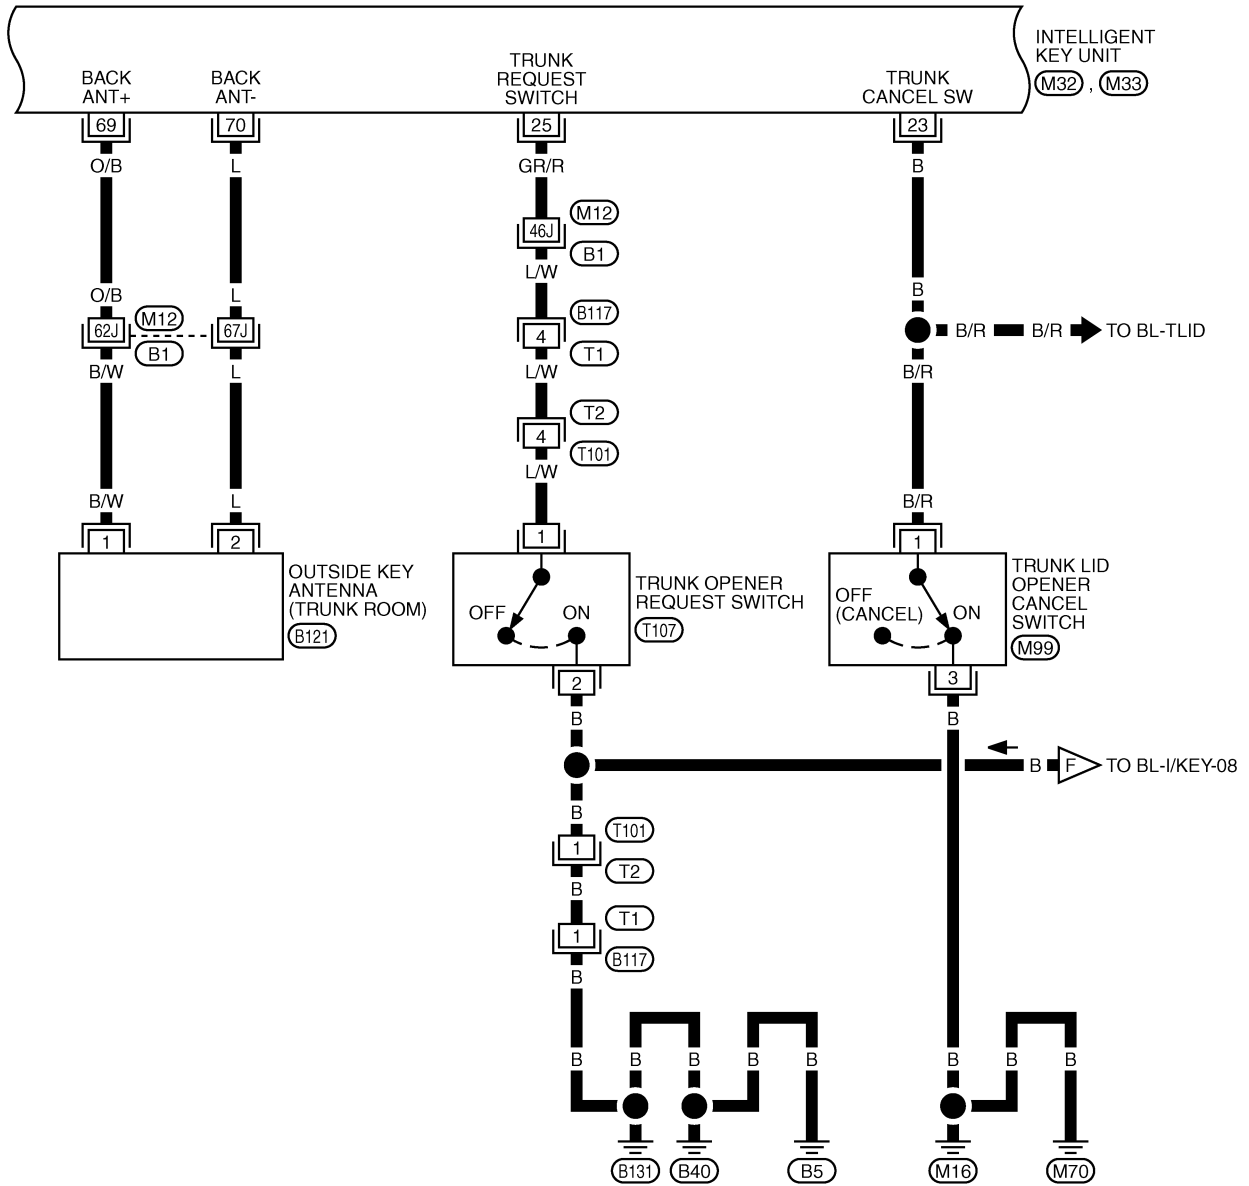 INTELLIGENT
KEY UNIT
M32 , M33
BACK
ANT+
BACK
ANT-
TRUNK
REQUEST
SWITCH
TRUNK
CANCEL SW
69
70
25
23
O/B
L
GR/R
B
46J
M12
B1
L/W
O/B
L
B
62J
M12
B1
67J
4
B117
T1
B/R
B/R
TO BL-TLID
B/W
L
L/W
B/R
4
T2
T101
L/W
B/W
L
B/R
1
2
1
1
OUTSIDE KEY
ANTENNA
(TRUNK ROOM)
B121
OFF
ON
TRUNK OPENER
REQUEST SWITCH
T107
OFF
(CANCEL)
ON
TRUNK LID
OPENER
CANCEL
SWITCH
M99
2
3
B
B
B
F
TO BL-I/KEY-08
B
1
T101
T2
B
1
T1
B117
B
B
B
B
B
B
B
B
B
B131
B40
B5
M16
M70